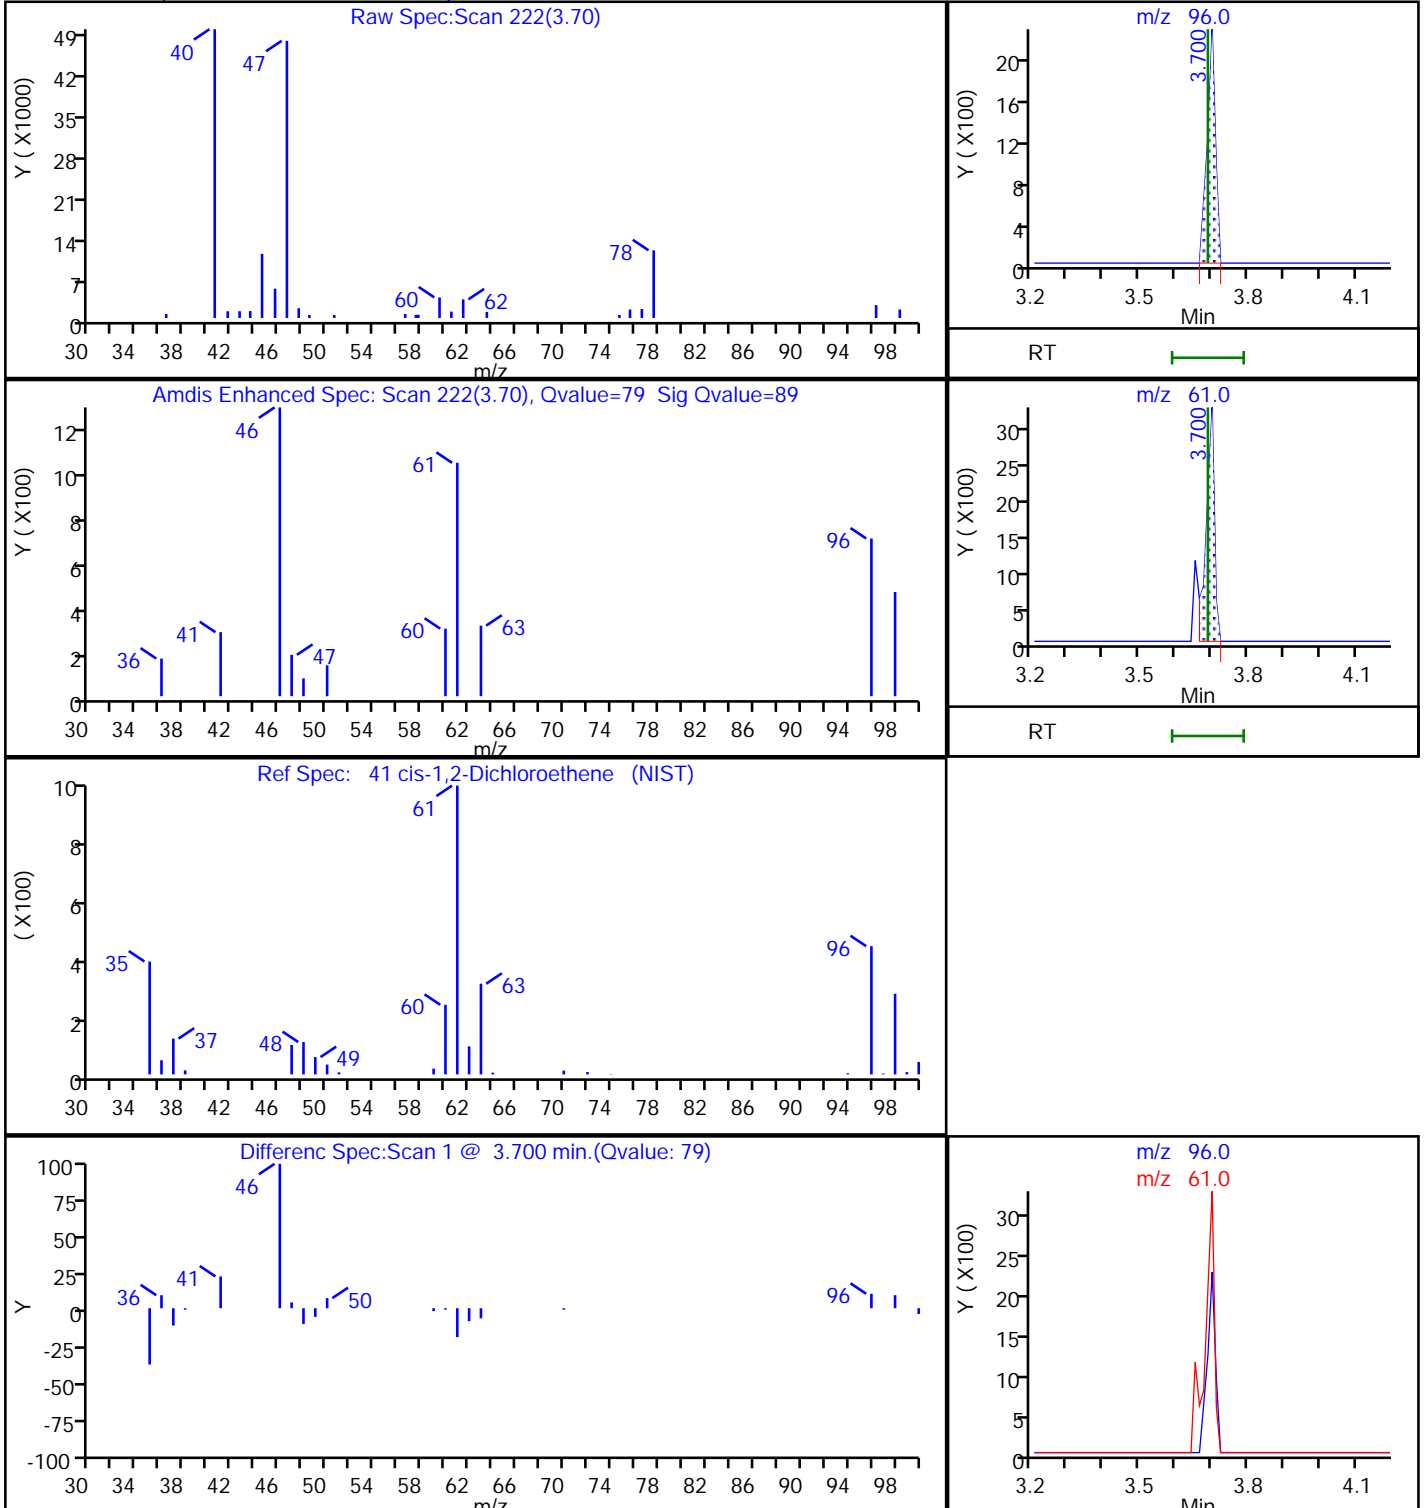 Raw Spec:Scan 222(3.70)
Y ( X1000)
49
42
35
28
21
14
7
0
40
47
78
60
62
30 34 38 42 46 50 54 58 62 66 70 74 78 82 86 90 94 98
m/z
m/z 96.0
Y ( X100)
20
16
12
8
4
0
3.700
3.2 3.5 3.8 4.1
Min
RT
Amdis Enhanced Spec: Scan 222(3.70), Qvalue=79 Sig Qvalue=89
Y ( X100)
12
10
8
6
4
2
0
46
61
96
41
60
63
36
47
30 34 38 42 46 50 54 58 62 66 70 74 78 82 86 90 94 98
m/z
m/z 61.0
Y ( X100)
30
25
20
15
10
5
0
3.700
3.2 3.5 3.8 4.1
Min
RT
Ref Spec: 41 cis-1,2-Dichloroethene (NIST)
( X100)
10
8
6
4
2
0
61
96
35
60
63
37
48
49
30 34 38 42 46 50 54 58 62 66 70 74 78 82 86 90 94 98
m/z
Differenc Spec:Scan 1 @ 3.700 min.(Qvalue: 79)
Y
100
75
50
25
0
-25
-50
-75
-100
46
41
36
50
96
30 34 38 42 46 50 54 58 62 66 70 74 78 82 86 90 94 98
m/z
m/z 96.0
m/z 61.0
Y ( X100)
30
25
20
15
10
5
0
3.2 3.5 3.8 4.1
Min